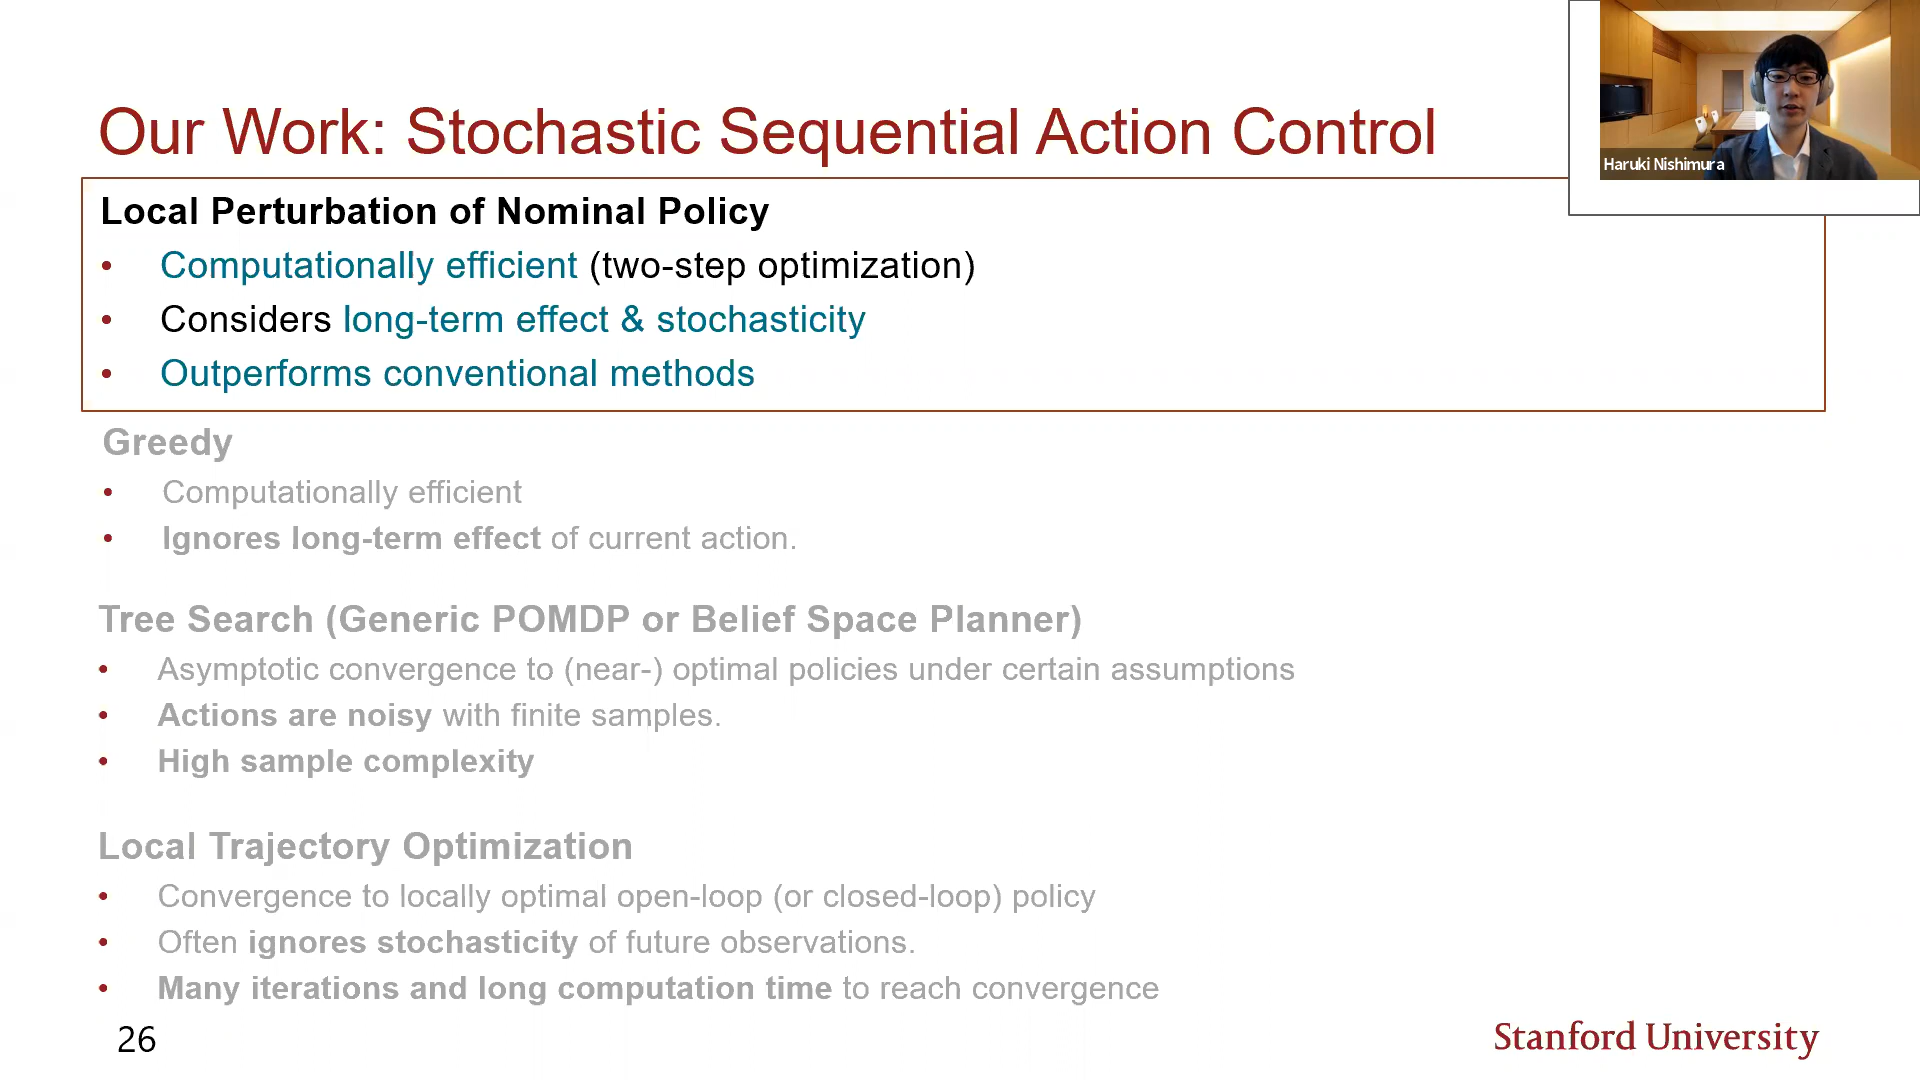 Our Work: Stochastic Sequential Action Control
Haruki Nishimura
Local Perturbation of Nominal Policy
• Computationally efficient (two-step optimization)
• Considers long-term effect & stochasticity
• Outperforms conventional methods
Greedy
• Computationally efficient
• Ignores long-term effect of current action.
Tree Search (Generic POMDP or Belief Space Planner)
• Asymptotic convergence to (near-) optimal policies under certain assumptions
• Actions are noisy with finite samples.
• High sample complexity
Local Trajectory Optimization
• Convergence to locally optimal open-loop (or closed-loop) policy
• Often ignores stochasticity of future observations.
• Many iterations and long computation time to reach convergence
26
Stanford University